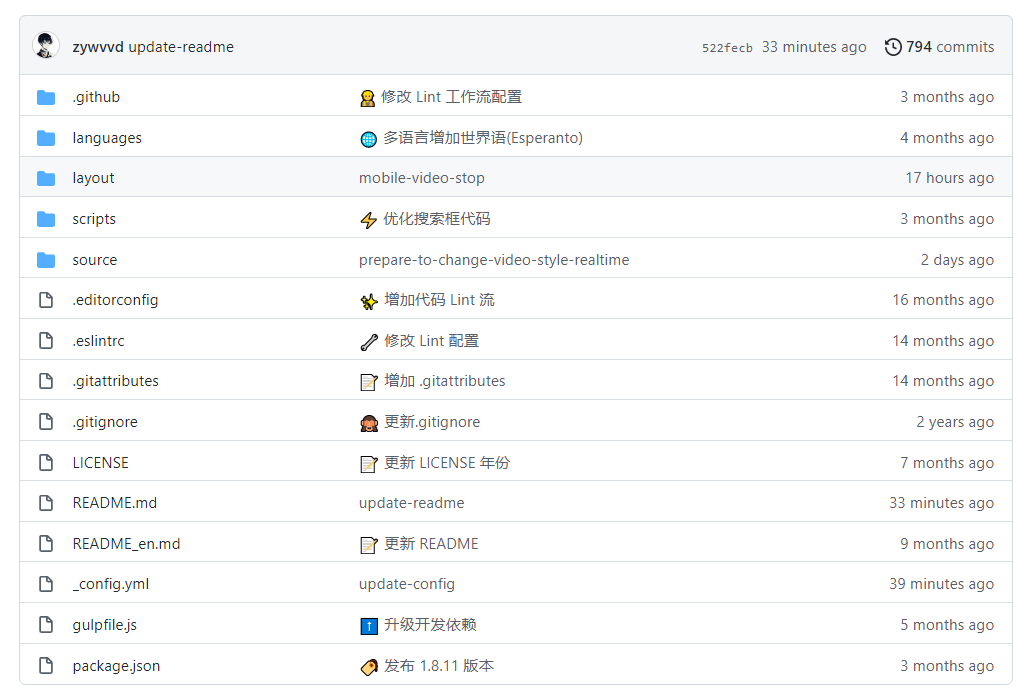 zywvvd update-readme 522fecb 33 minutes ago 794 commits
.github 修改 Lint 工作流配置 3 months ago
languages 多语言增加世界语(Esperanto) 4 months ago
layout mobile-video-stop 17 hours ago
scripts 优化搜索框代码 3 months ago
source prepare-to-change-video-style-realtime 2 days ago
.editorconfig 增加代码 Lint 流 16 months ago
.eslintrc 修改 Lint 配置 14 months ago
.gitattributes 增加 .gitattributes 14 months ago
.gitignore 更新.gitignore 2 years ago
LICENSE 更新 LICENSE 年份 7 months ago
README.md update-readme 33 minutes ago
README_en.md 更新 README 9 months ago
_config.yml update-config 39 minutes ago
gulpfile.js 升级开发依赖 5 months ago
package.json 发布 1.8.11 版本 3 months ago